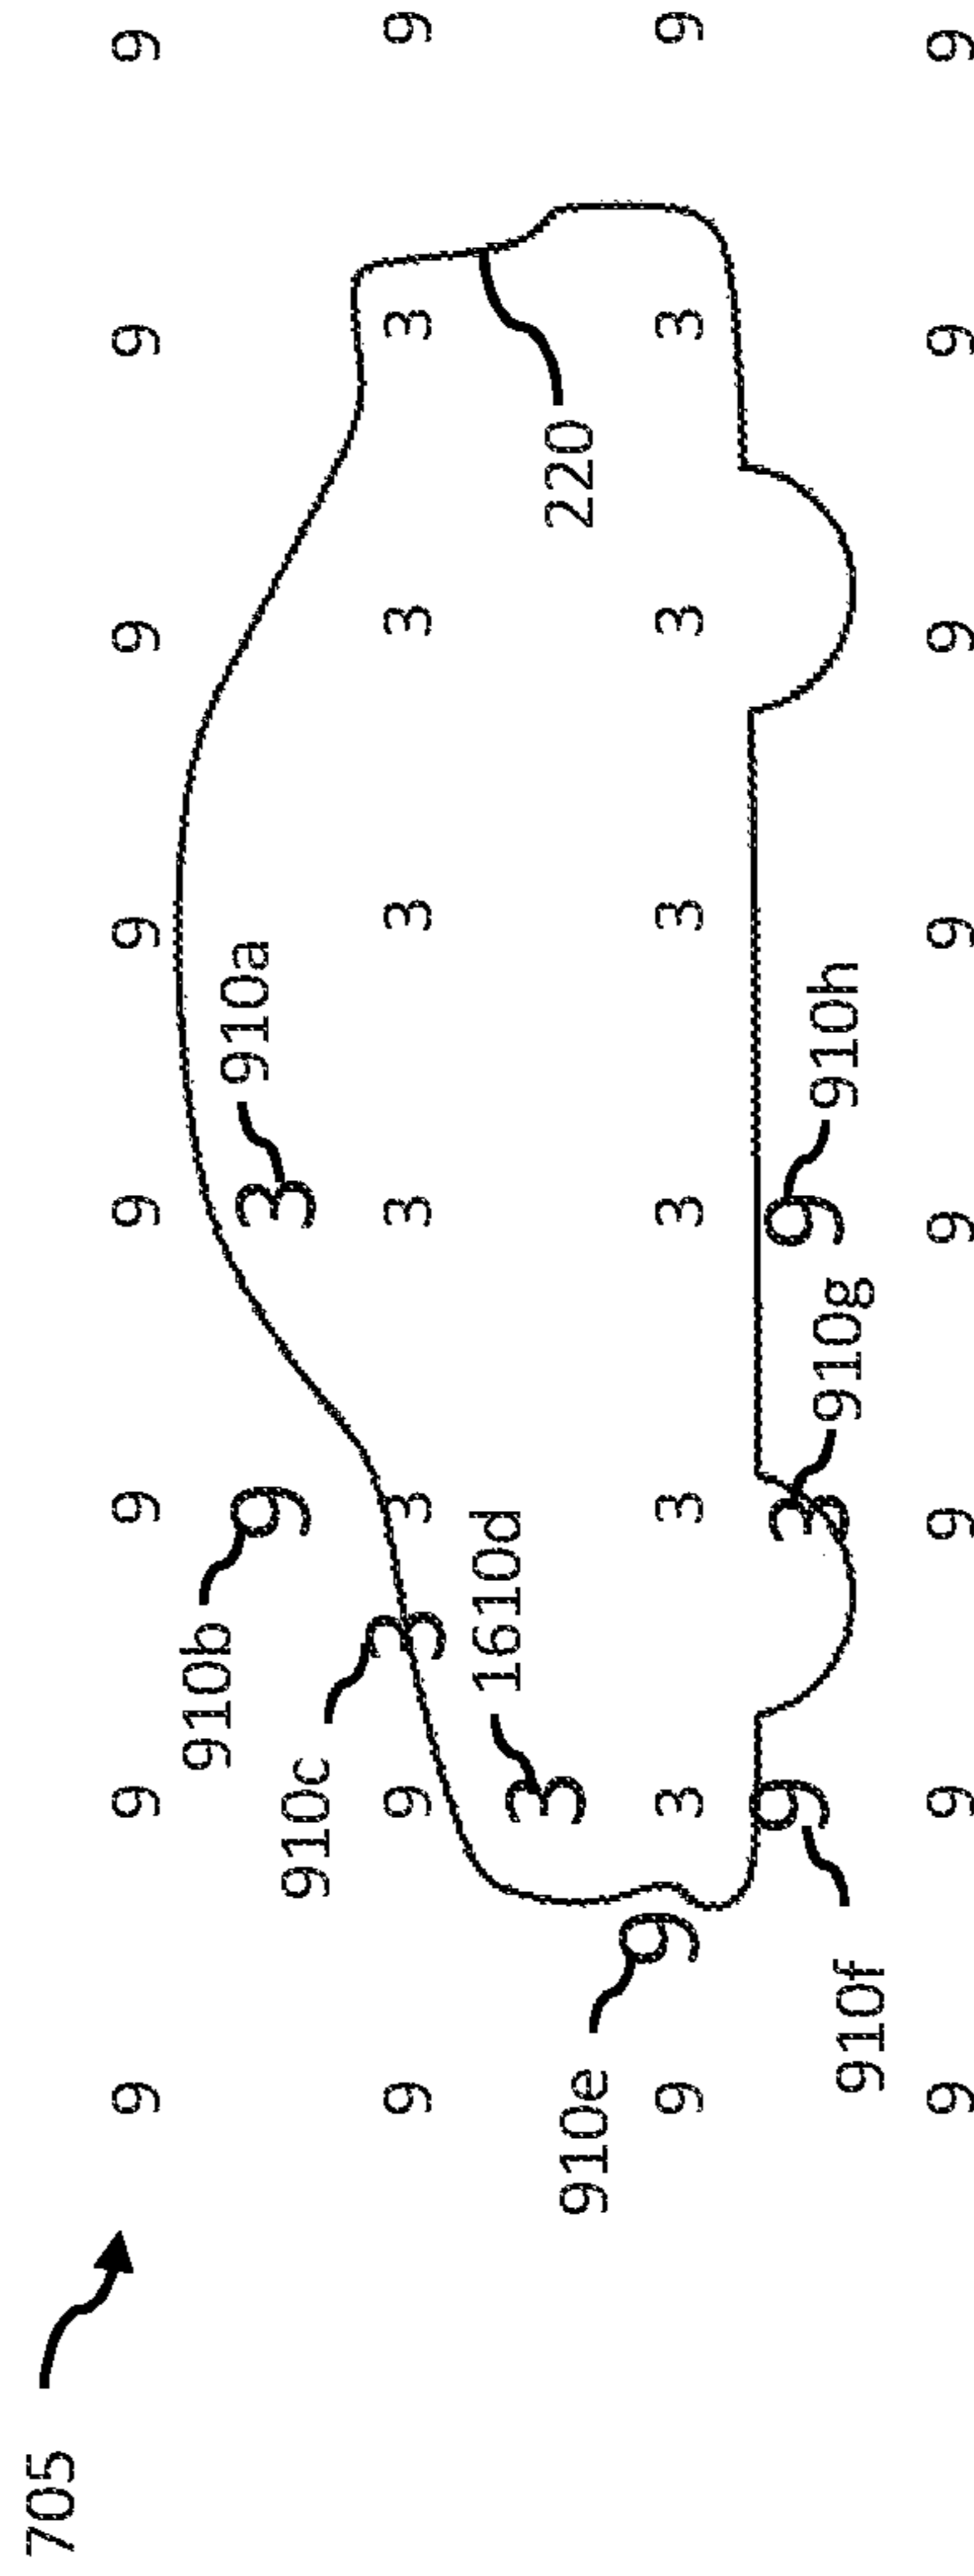 705
9 9 9 9 9 9 9 9
910b 9 3 910a
910c
9 9 3 3 3 3 3 3 9
3 1610d
220
910e 9
9 3 3 3 3 3 3 9
9 3 9
910f 910g 910h
9 9 9 9 9 9 9 9